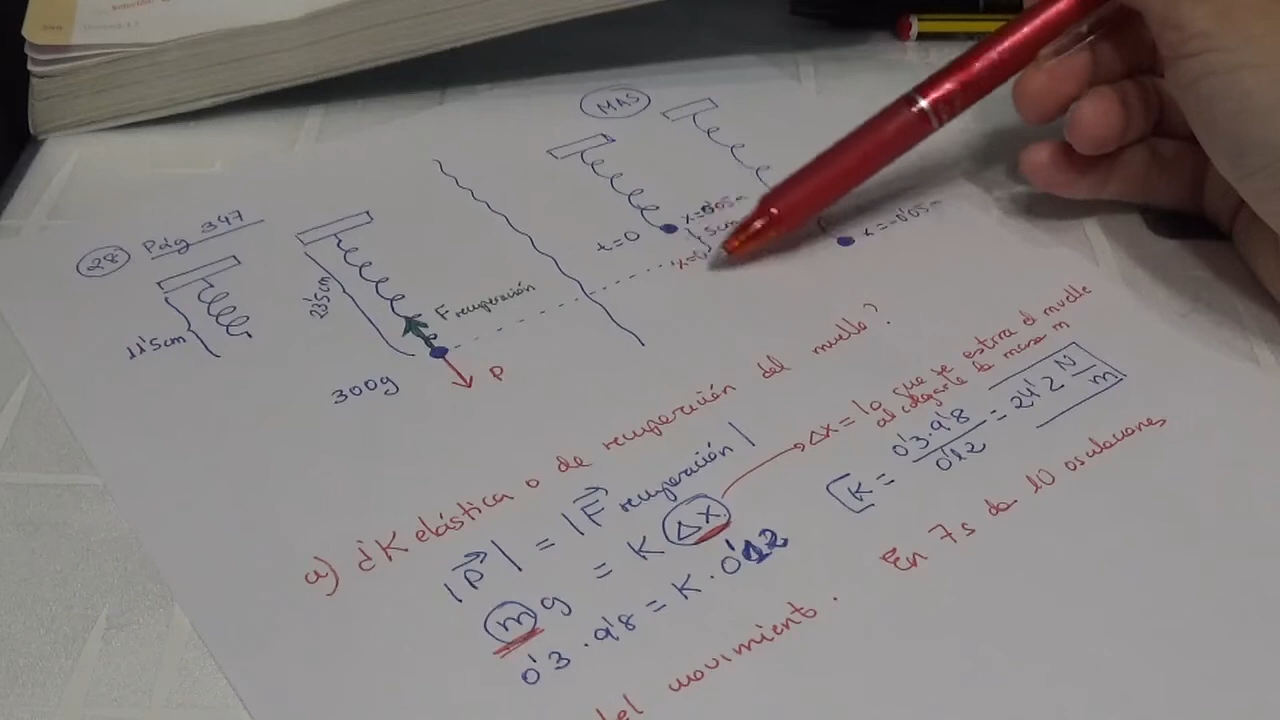 28 Pág 347
11'5cm
23'5cm
F recuperación
300g
P
MAS
t=0
x=0'05m
5cm
x=-0'05m
a) ¿K elástica o de recuperación del muelle?
|P| = |F recuperación|
mg = K Δx
Δx = lo que se estira el muelle
al colgarle la masa m
0'3·9'8 = K·0'12
K = 0'3·9'8 / 0'12 = 24'2 N/m
del movimiento. En 7s da 10 oscilaciones